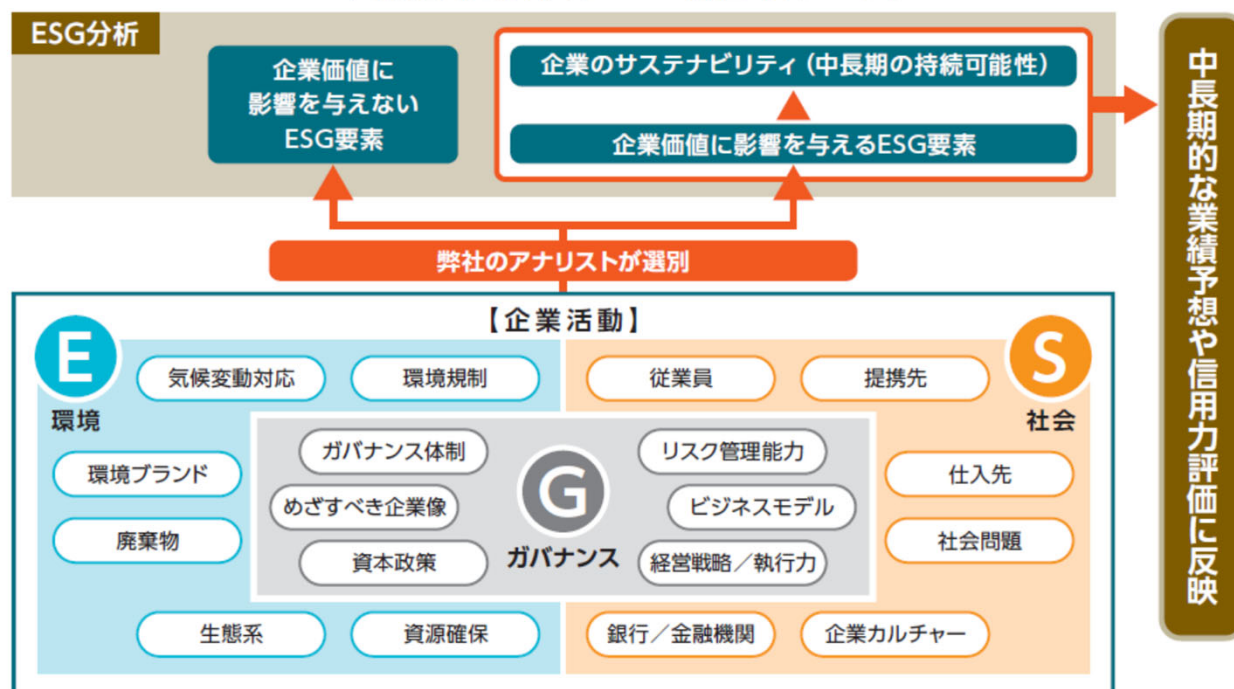 ESG分析
企業価値に
影響を与えない
ESG要素
企業のサステナビリティ（中長期の持続可能性）
企業価値に影響を与えるESG要素
中長期的な業績予想や信用力評価に反映
弊社のアナリストが選別
【企業活動】
E
環境
S
社会
気候変動対応
環境規制
従業員
提携先
環境ブランド
廃棄物
ガバナンス体制
めざすべき企業像
資本政策
G
ガバナンス
リスク管理能力
ビジネスモデル
経営戦略／執行力
仕入先
社会問題
生態系
資源確保
銀行／金融機関
企業カルチャー